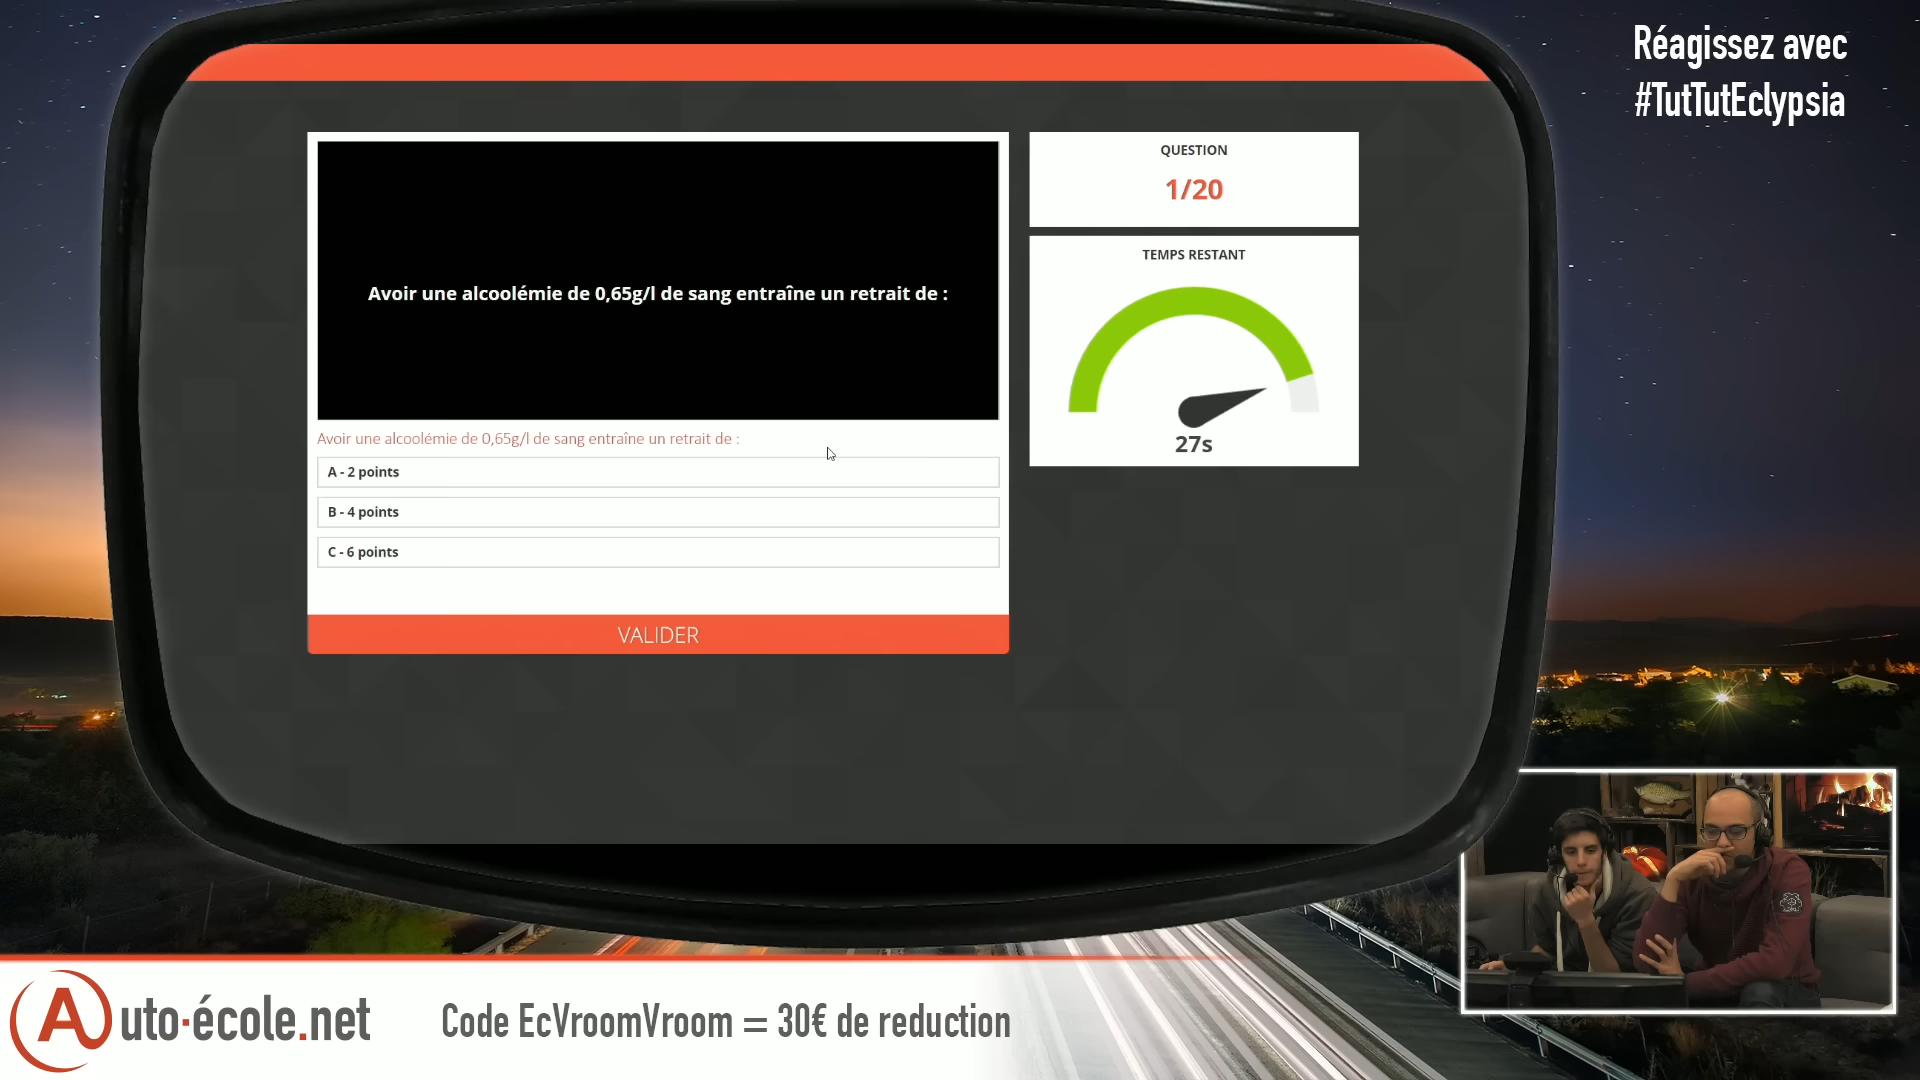 Réagissez avec
#TutTutEclypsia
QUESTION
1/20
TEMPS RESTANT
27s
Avoir une alcoolémie de 0,65g/l de sang entraîne un retrait de :
Avoir une alcoolémie de 0,65g/l de sang entraîne un retrait de :
A - 2 points
B - 4 points
C - 6 points
VALIDER
Auto·école.net
Code EcVroomVroom = 30€ de reduction